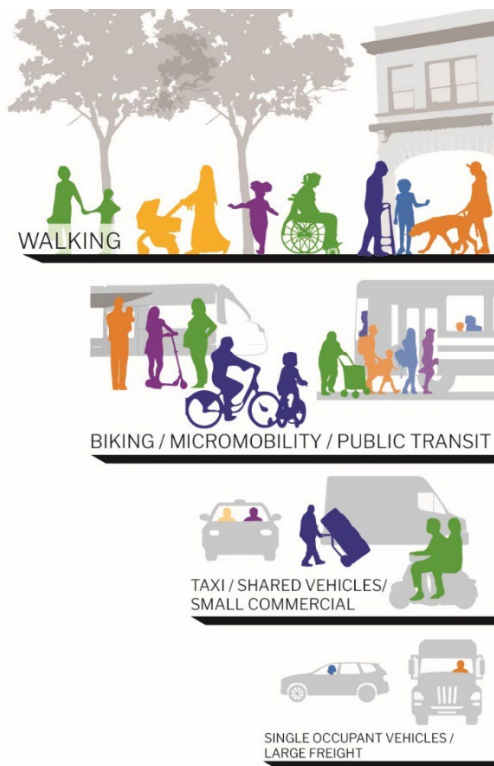 WALKING
BIKING / MICROMOBILITY / PUBLIC TRANSIT
TAXI / SHARED VEHICLES/
SMALL COMMERCIAL
SINGLE OCCUPANT VEHICLES /
LARGE FREIGHT